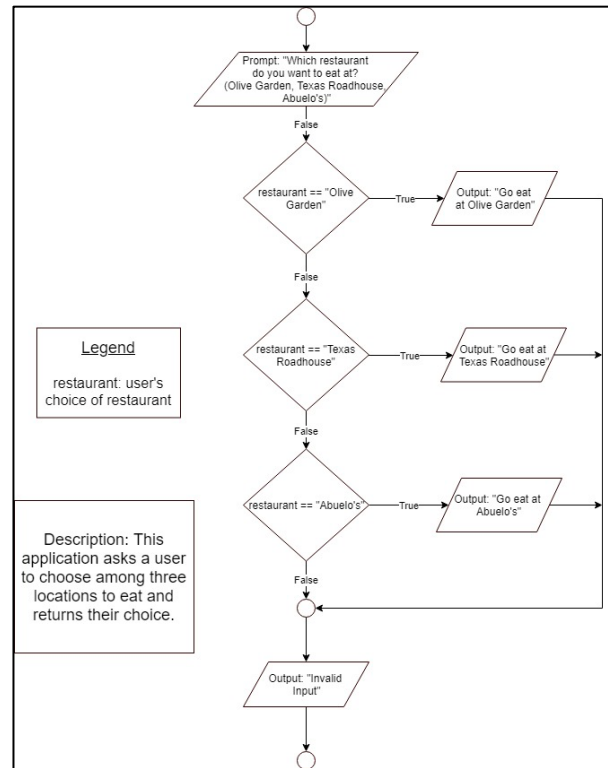 Prompt: "Which restaurant
do you want to eat at?
(Olive Garden, Texas Roadhouse,
Abuelo's)"
False
restaurant == "Olive
Garden"
True
Output: "Go eat
at Olive Garden"
False
restaurant == "Texas
Roadhouse"
True
Output: "Go eat at
Texas Roadhouse"
Legend
restaurant: user's
choice of restaurant
False
restaurant == "Abuelo's"
True
Output: "Go eat at
Abuelo's"
Description: This
application asks a user
to choose among three
locations to eat and
returns their choice.
False
Output: "Invalid
Input"